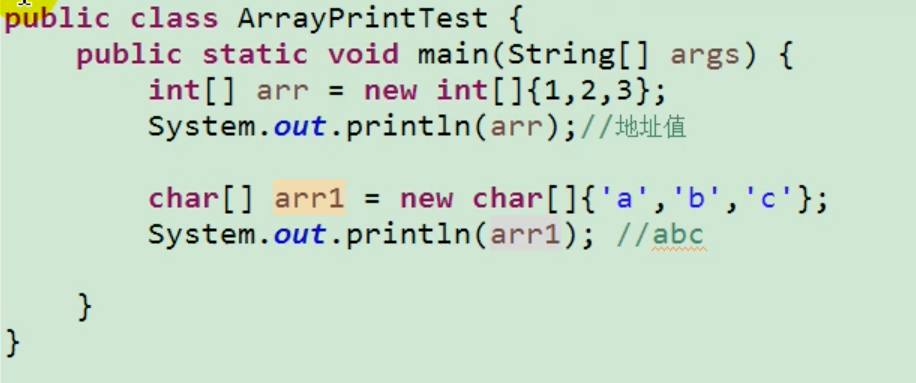 public class ArrayPrintTest {
    public static void main(String[] args) {
        int[] arr = new int[]{1,2,3};
        System.out.println(arr);//地址值
        char[] arr1 = new char[]{'a','b','c'};
        System.out.println(arr1); //abc
    }
}